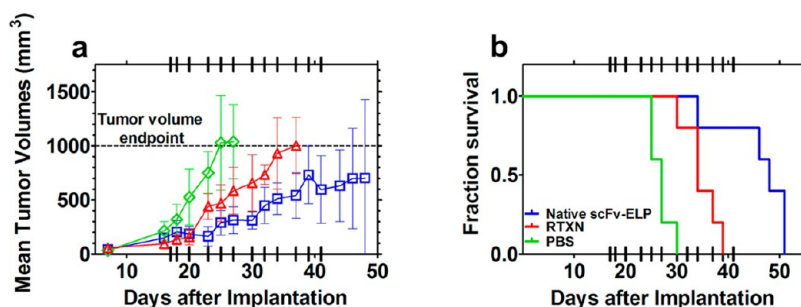 a
Mean Tumor Volumes (mm³)
1500
1000
500
0
Tumor volume
endpoint
10
20
30
40
50
Days after Implantation
b
Fraction survival
1.0
0.5
0.0
Native scFv-ELP
RTXN
PBS
10
20
30
40
50
Days after Implantation